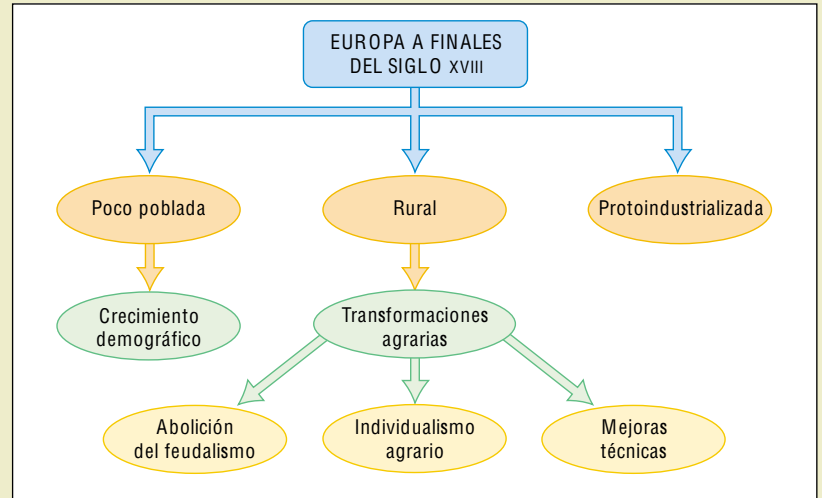 EUROPA A FINALES
DEL SIGLO XVIII
Poco poblada
Rural
Protoindustrializada
Crecimiento
demográfico
Transformaciones
agrarias
Abolición
del feudalismo
Individualismo
agrario
Mejoras
técnicas